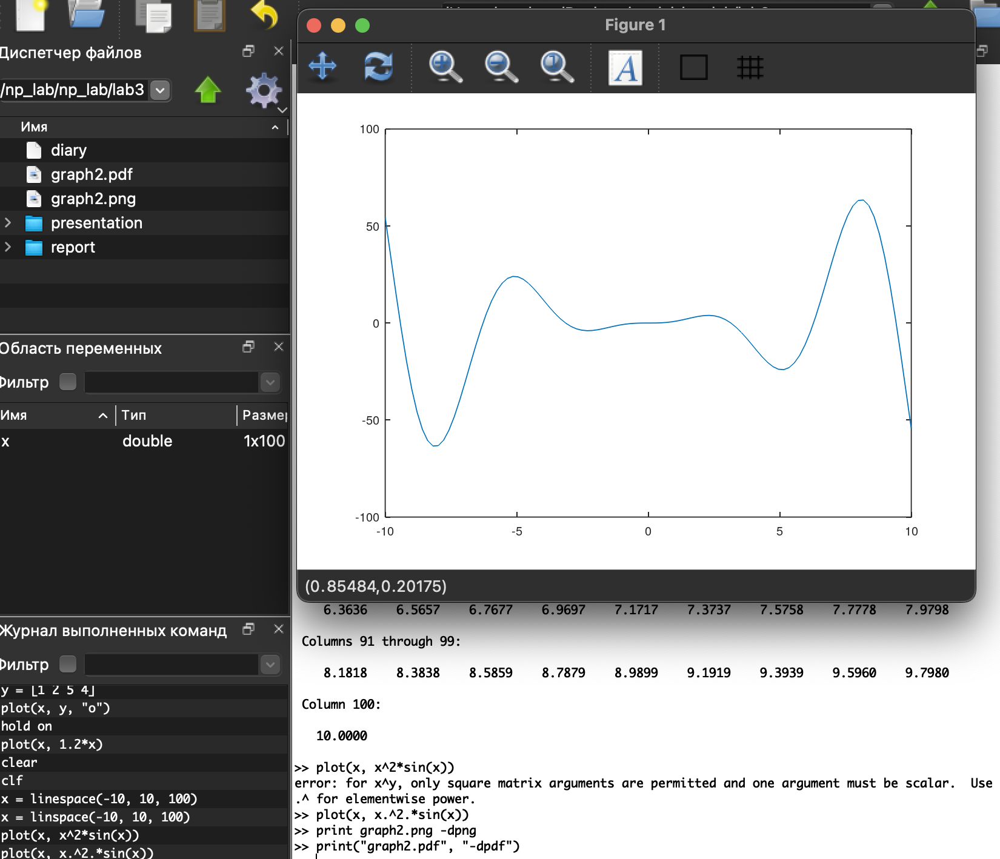 Figure 1
Диспетчер файлов
/np_lab/np_lab/lab3
Имя
diary
graph2.pdf
graph2.png
presentation
report
A
100
50
0
-50
-100
-10
-5
0
5
10
(0.85484,0.20175)
Область переменных
Фильтр
Имя
Тип
x
double
1x100
Журнал выполненных команд
Фильтр
y = [1 2 5 4]
plot(x, y, "o")
hold on
plot(x, 1.2*x)
clear
clf
x = linespace(-10, 10, 100)
x = linspace(-10, 10, 100)
plot(x, x^2*sin(x))
plot(x, x.^2.*sin(x))
6.3636 6.5657 6.7677 6.9697 7.1717 7.3737 7.5758 7.7778 7.9798
Columns 91 through 99:
8.1818 8.3838 8.5859 8.7879 8.9899 9.1919 9.3939 9.5960 9.7980
Column 100:
10.0000
>> plot(x, x^2*sin(x))
error: for x^y, only square matrix arguments are permitted and one argument must be scalar.  Use
.^ for elementwise power.
>> plot(x, x.^2.*sin(x))
>> print graph2.png -dpng
>> print("graph2.pdf", "-dpdf")